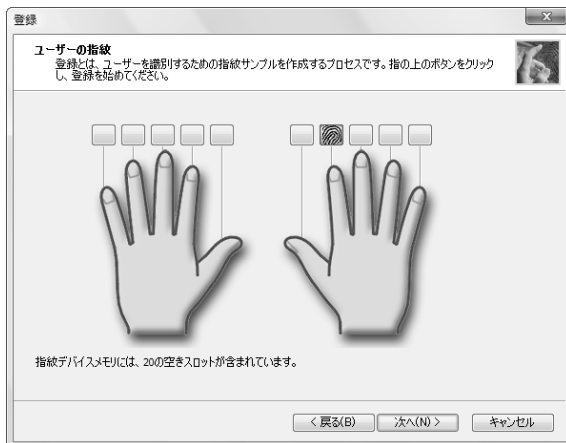 登録
ユーザーの指紋
登録とは、ユーザーを識別するための指紋サンプルを作成するプロセスです。指の上のボタンをクリック
し、登録を始めてください。
指紋デバイスメモリには、20の空きスロットが含まれています。
< 戻る(B)
次へ(N) >
キャンセル